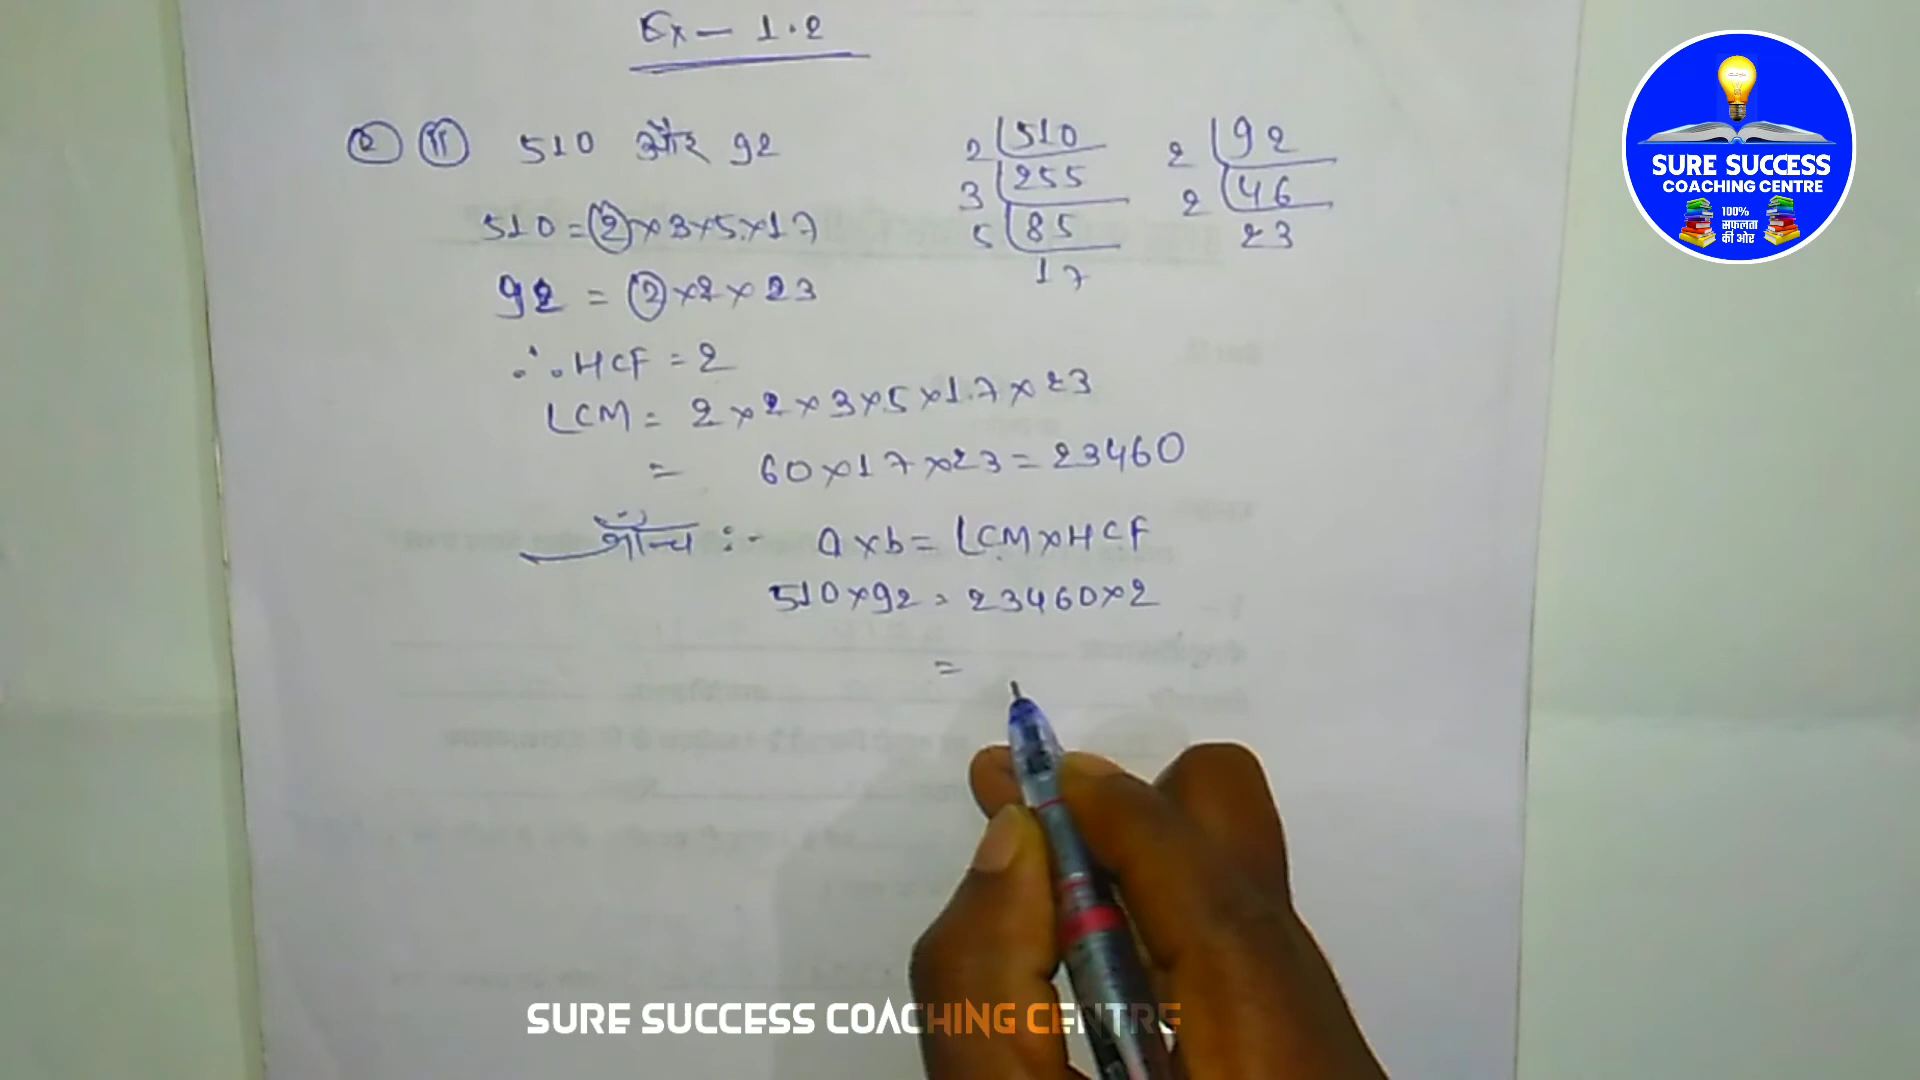 Ex - 1.2
② ⑪ 510 और 92
510 = 2×3×5×17
92 = 2×2×23
∴ HCF = 2
LCM = 2×2×3×5×17×23
= 60×17×23 = 23460
जाँच :- a×b = LCM×HCF
510×92 = 23460×2
=
2 510
3 255
5 85
17
2 92
2 46
23
SURE SUCCESS
COACHING CENTRE
100%
सफलता
की ओर
SURE SUCCESS COACHING CENTRE